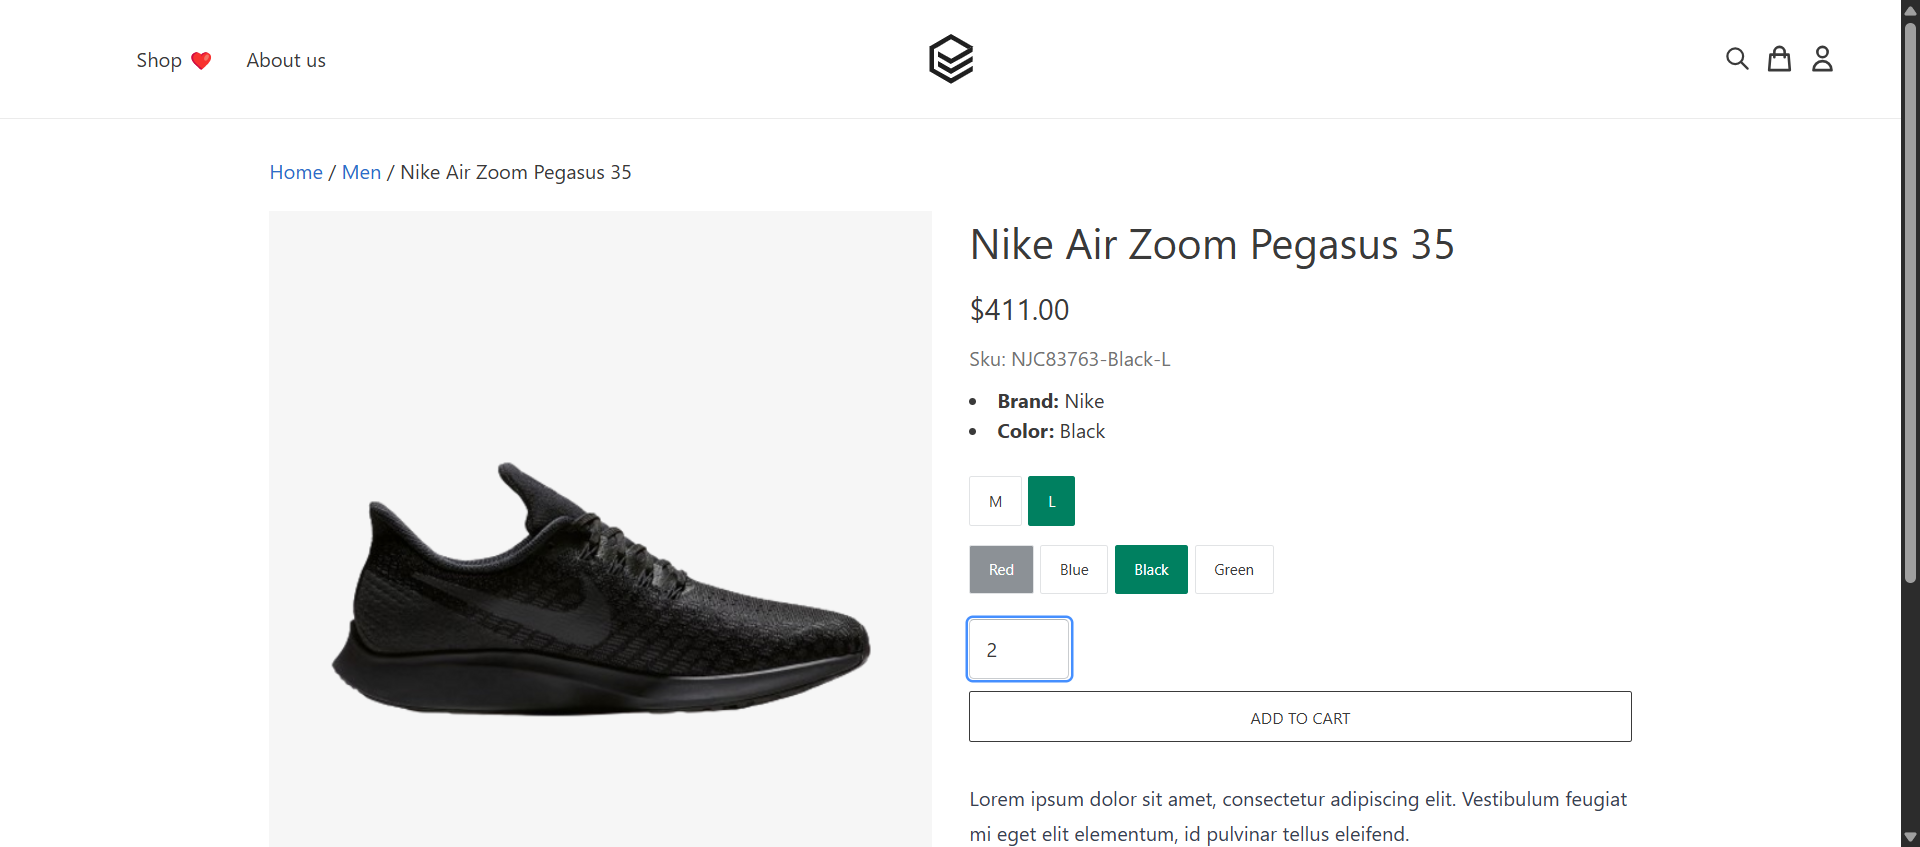 Shop ❤️ About us
Home / Men / Nike Air Zoom Pegasus 35
Nike Air Zoom Pegasus 35
$411.00
Sku: NJC83763-Black-L
Brand: Nike
Color: Black
M L
Red Blue Black Green
2
ADD TO CART
Lorem ipsum dolor sit amet, consectetur adipiscing elit. Vestibulum feugiat
mi eget elit elementum, id pulvinar tellus eleifend.